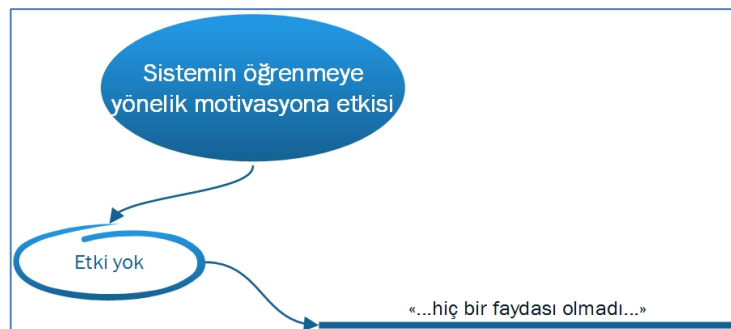 Sistemin öğrenmeye
yönelik motivasyona etkisi
Etki yok
«...hiç bir faydası olmadı...»